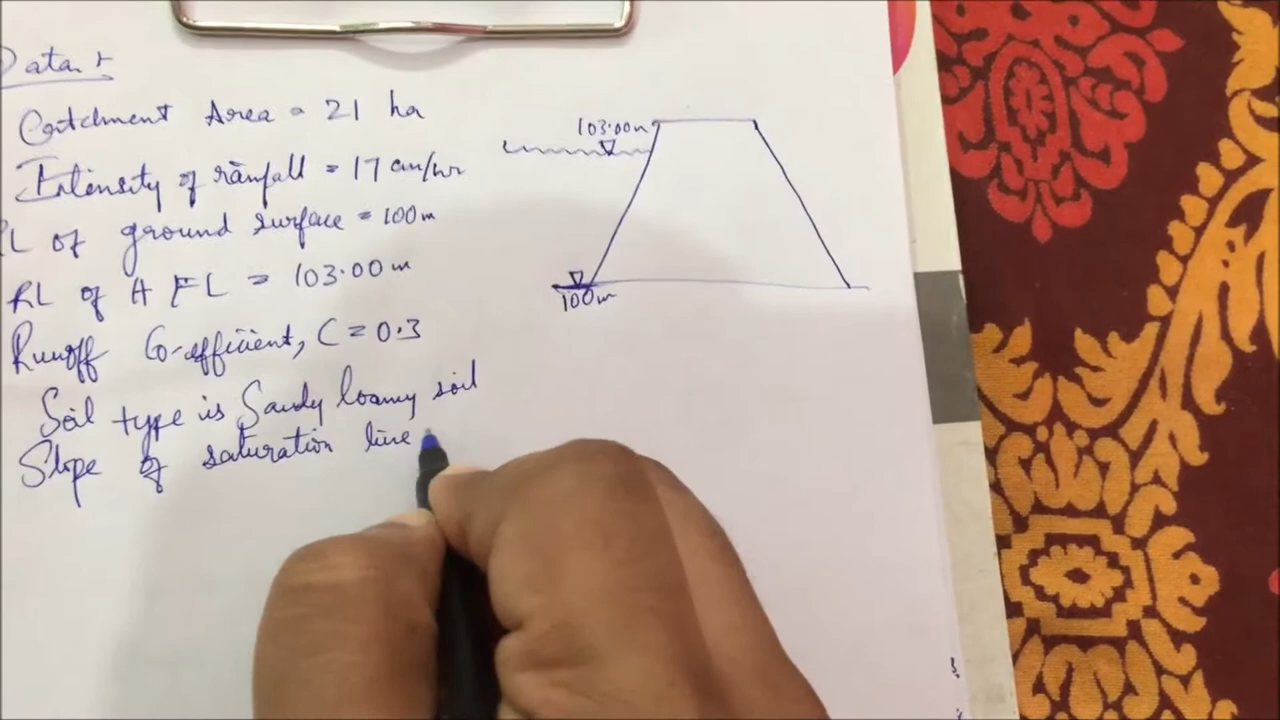 Data:-
Catchment Area = 21 ha
Intensity of rainfall = 17 cm/hr
RL of ground surface = 100m
RL of HFL = 103.00m
Runoff Co-efficient, C = 0.3
Soil type is Sandy loamy soil
Slope of saturation line
103.00m
100m